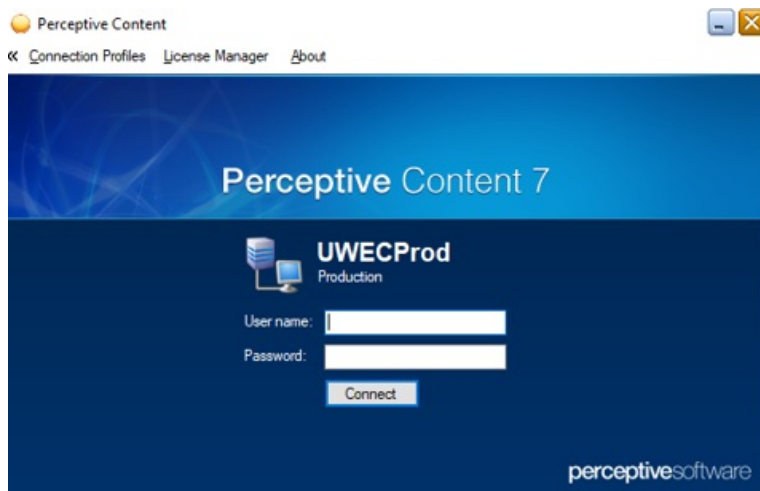 Perceptive Content
« Connection Profiles License Manager About
Perceptive Content 7
UWECProd
Production
User name:
Password:
Connect
perceptivesoftware